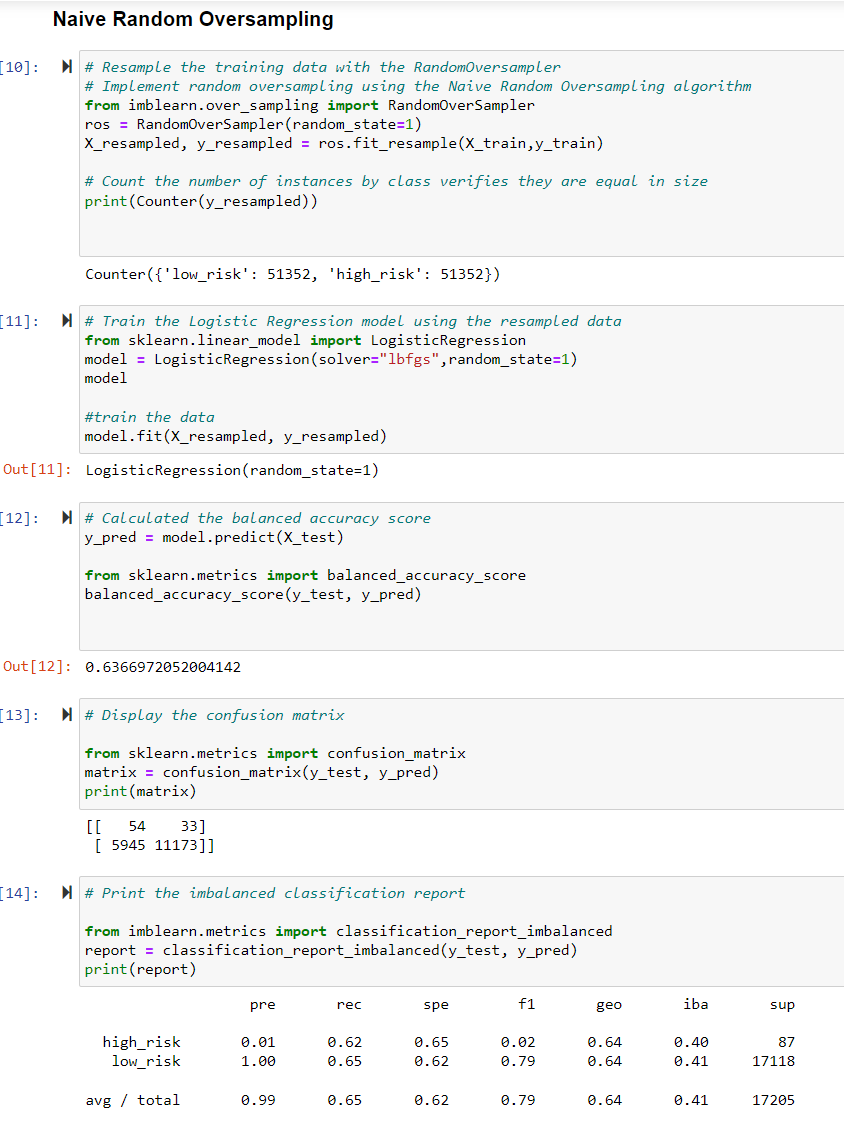 Naive Random Oversampling
[10]:
# Resample the training data with the RandomOversampler
# Implement random oversampling using the Naive Random Oversampling algorithm
from imblearn.over_sampling import RandomOverSampler
ros = RandomOverSampler(random_state=1)
X_resampled, y_resampled = ros.fit_resample(X_train,y_train)
# Count the number of instances by class verifies they are equal in size
print(Counter(y_resampled))
Counter({'low_risk': 51352, 'high_risk': 51352})
[11]:
# Train the Logistic Regression model using the resampled data
from sklearn.linear_model import LogisticRegression
model = LogisticRegression(solver="lbfgs",random_state=1)
model
#train the data
model.fit(X_resampled, y_resampled)
Out[11]: LogisticRegression(random_state=1)
[12]:
# Calculated the balanced accuracy score
y_pred = model.predict(X_test)
from sklearn.metrics import balanced_accuracy_score
balanced_accuracy_score(y_test, y_pred)
Out[12]: 0.6366972052004142
[13]:
# Display the confusion matrix
from sklearn.metrics import confusion_matrix
matrix = confusion_matrix(y_test, y_pred)
print(matrix)
[[   54    33]
 [ 5945 11173]]
[14]:
# Print the imbalanced classification report
from imblearn.metrics import classification_report_imbalanced
report = classification_report_imbalanced(y_test, y_pred)
print(report)
pre rec spe f1 geo iba sup
high_risk 0.01 0.62 0.65 0.02 0.64 0.40 87
low_risk 1.00 0.65 0.62 0.79 0.64 0.41 17118
avg / total 0.99 0.65 0.62 0.79 0.64 0.41 17205